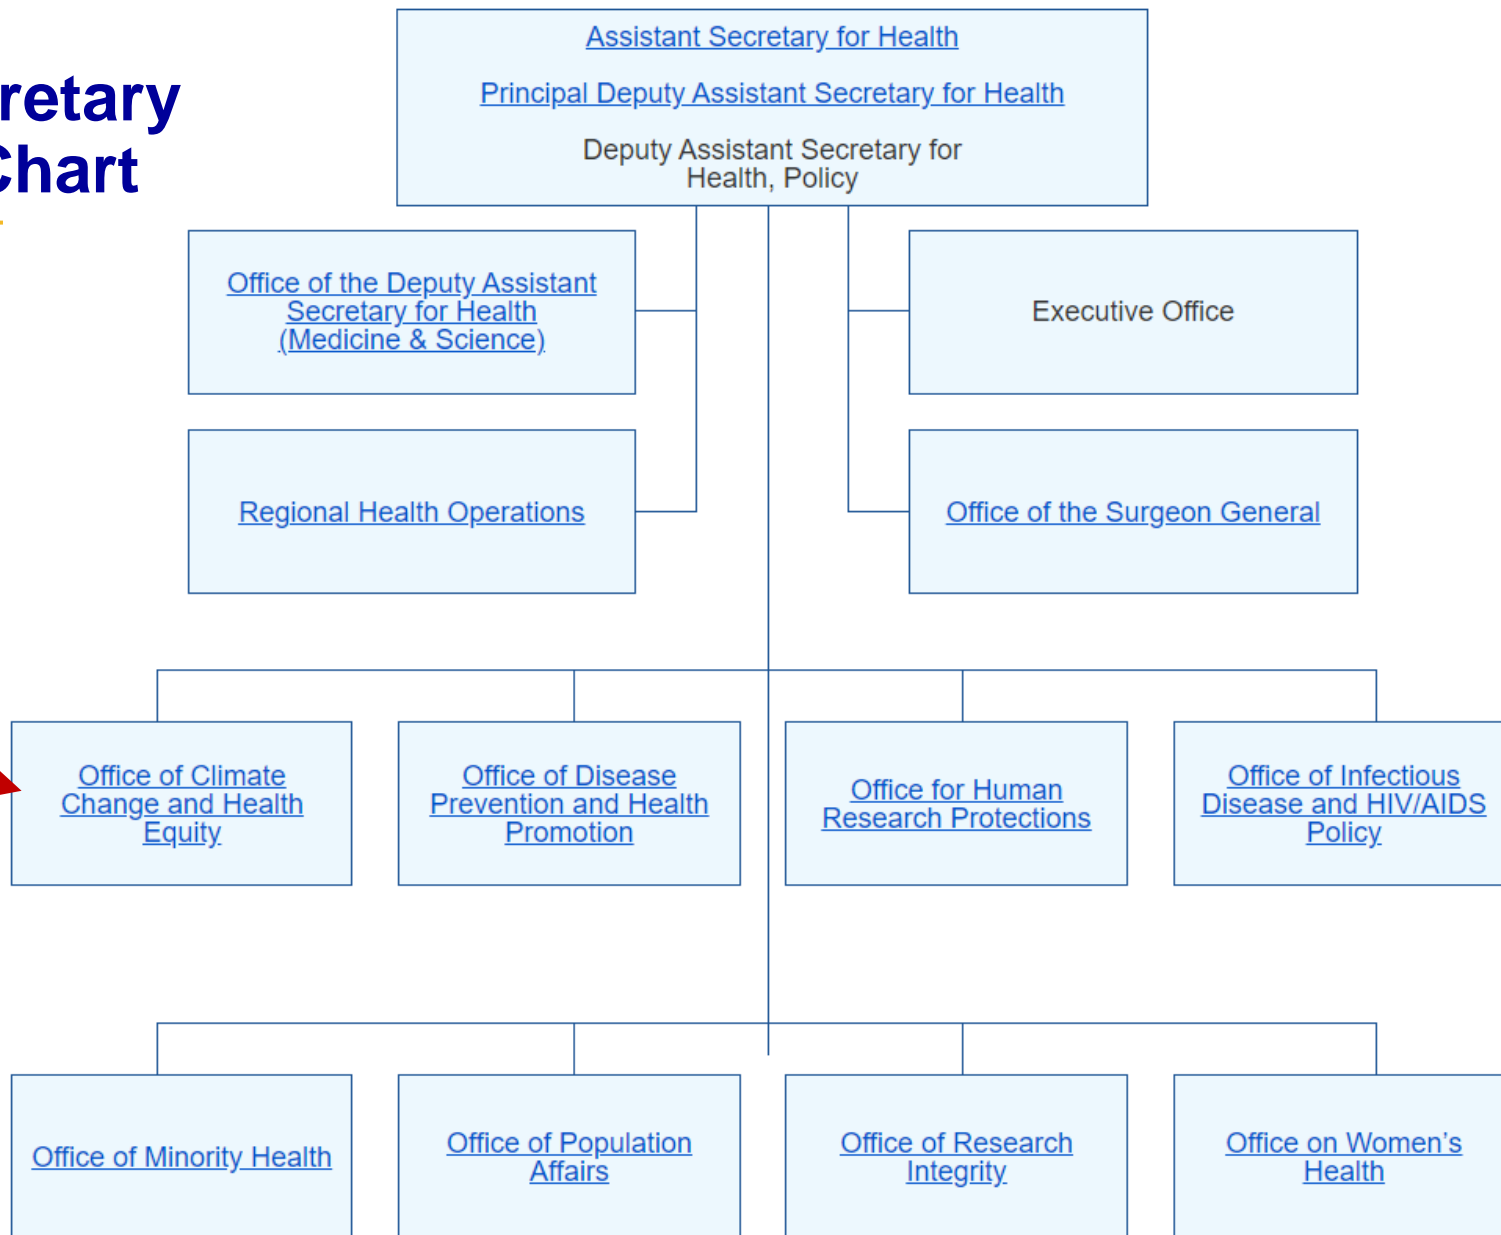 retary
Chart
Assistant Secretary for Health
Principal Deputy Assistant Secretary for Health
Deputy Assistant Secretary for
Health, Policy
Office of the Deputy Assistant
Secretary for Health
(Medicine & Science)
Executive Office
Regional Health Operations
Office of the Surgeon General
Office of Climate
Change and Health
Equity
Office of Disease
Prevention and Health
Promotion
Office for Human
Research Protections
Office of Infectious
Disease and HIV/AIDS
Policy
Office of Minority Health
Office of Population
Affairs
Office of Research
Integrity
Office on Women’s
Health